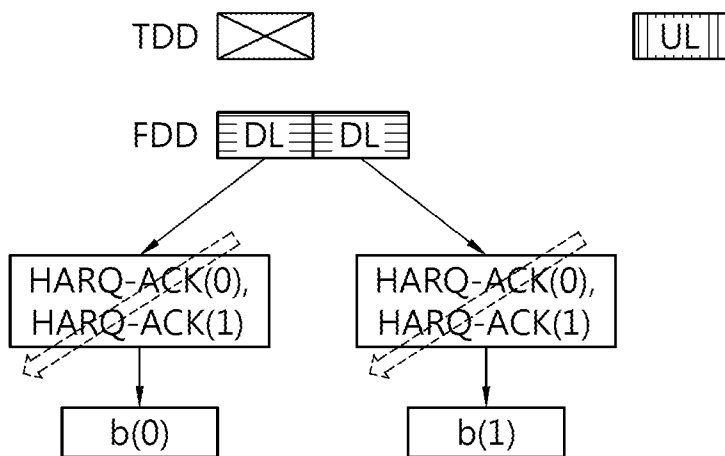 TDD UL
FDD DL DL
HARQ-ACK(0), HARQ-ACK(0),
HARQ-ACK(1) HARQ-ACK(1)
b(0) b(1)